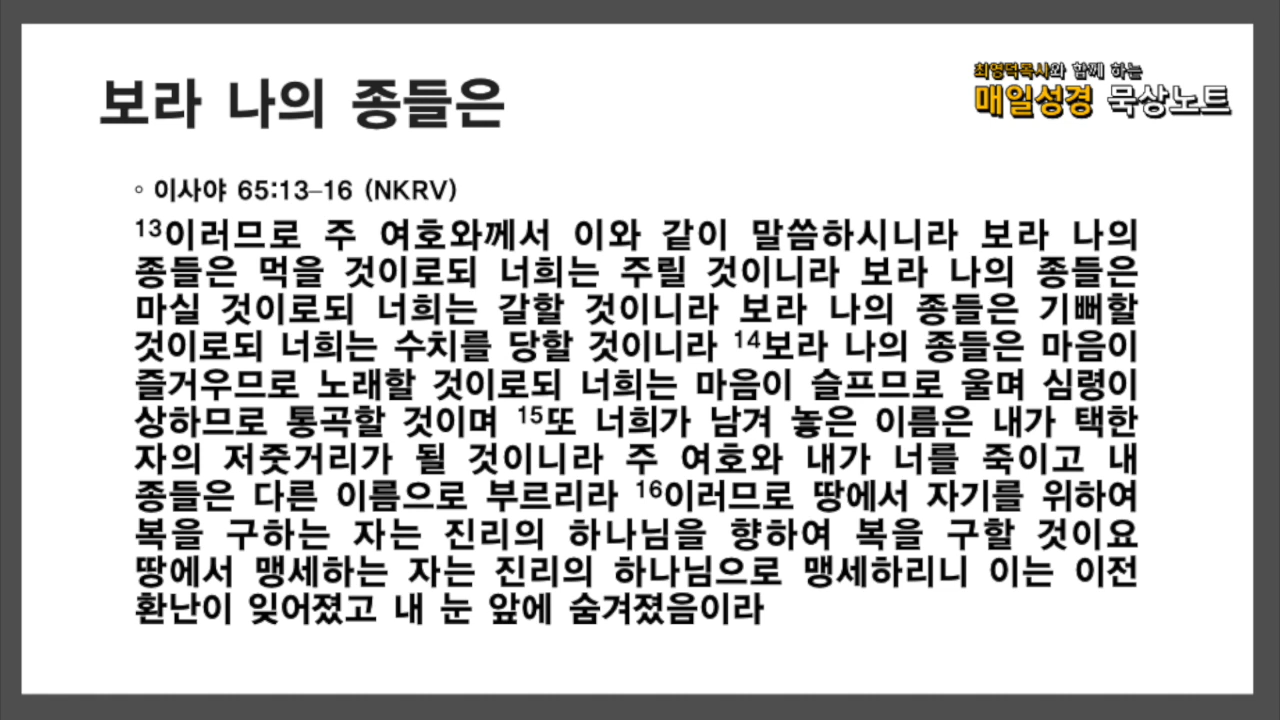 보라 나의 종들은
최영덕목사와 함께 하는
매일성경 묵상노트
◦ 이사야 65:13–16 (NKRV)
13이러므로 주 여호와께서 이와 같이 말씀하시니라 보라 나의
종들은 먹을 것이로되 너희는 주릴 것이니라 보라 나의 종들은
마실 것이로되 너희는 갈할 것이니라 보라 나의 종들은 기뻐할
것이로되 너희는 수치를 당할 것이니라 14보라 나의 종들은 마음이
즐거우므로 노래할 것이로되 너희는 마음이 슬프므로 울며 심령이
상하므로 통곡할 것이며 15또 너희가 남겨 놓은 이름은 내가 택한
자의 저줏거리가 될 것이니라 주 여호와 내가 너를 죽이고 내
종들은 다른 이름으로 부르리라 16이러므로 땅에서 자기를 위하여
복을 구하는 자는 진리의 하나님을 향하여 복을 구할 것이요
땅에서 맹세하는 자는 진리의 하나님으로 맹세하리니 이는 이전
환난이 잊어졌고 내 눈 앞에 숨겨졌음이라